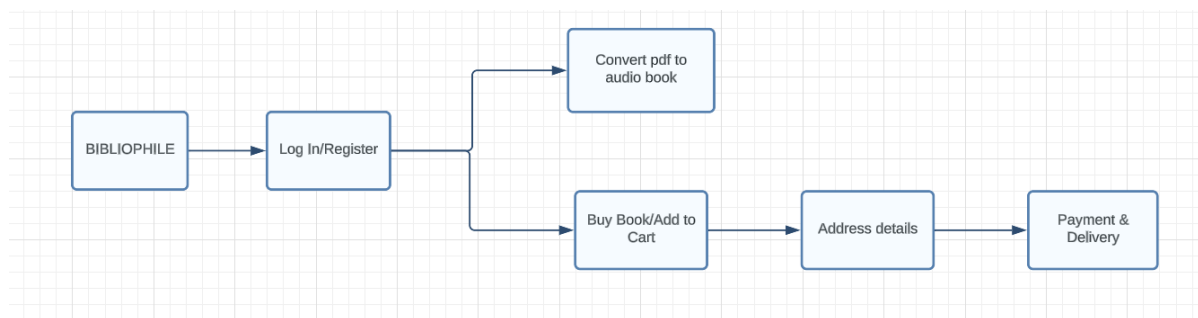 BIBLIOPHILE
Log In/Register
Convert pdf to
audio book
Buy Book/Add to
Cart
Address details
Payment &
Delivery